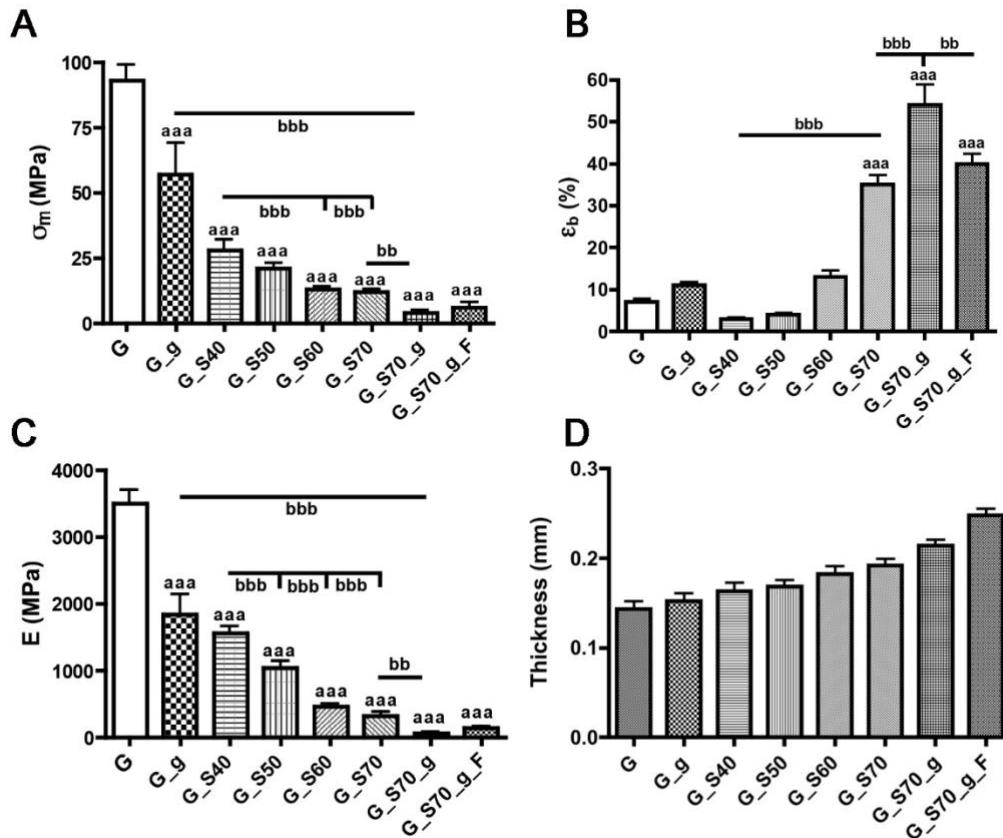 A
σm (MPa)
100
75
50
25
0
aaa
bbb
aaa
bbb
bbb
aaa
aaa
aaa
bb
aaa
aaa
G
G_g
G_S40
G_S50
G_S60
G_S70
G_S70_g
G_S70_g_F
B
εb (%)
60
50
40
30
20
10
0
bbb
bb
aaa
bbb
aaa
aaa
G
G_g
G_S40
G_S50
G_S60
G_S70
G_S70_g
G_S70_g_F
C
E (MPa)
4000
3000
2000
1000
0
bbb
aaa
bbb
bbb
bbb
aaa
aaa
bb
aaa
aaa
aaa
aaa
G
G_g
G_S40
G_S50
G_S60
G_S70
G_S70_g
G_S70_g_F
D
Thickness (mm)
0.3
0.2
0.1
0.0
G
G_g
G_S40
G_S50
G_S60
G_S70
G_S70_g
G_S70_g_F